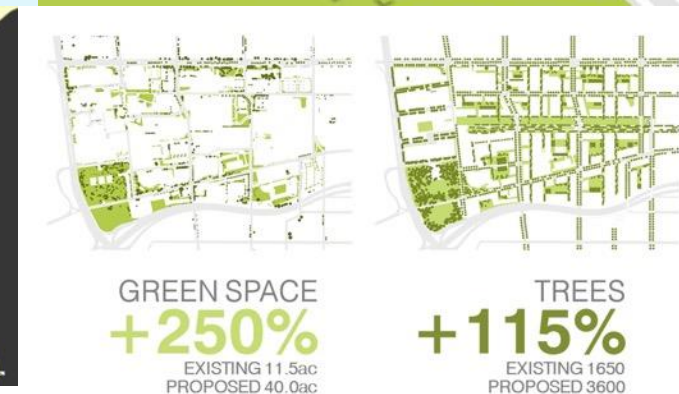 GREEN SPACE
+250%
EXISTING 11.5ac
PROPOSED 40.0ac
TREES
+115%
EXISTING 1650
PROPOSED 3600